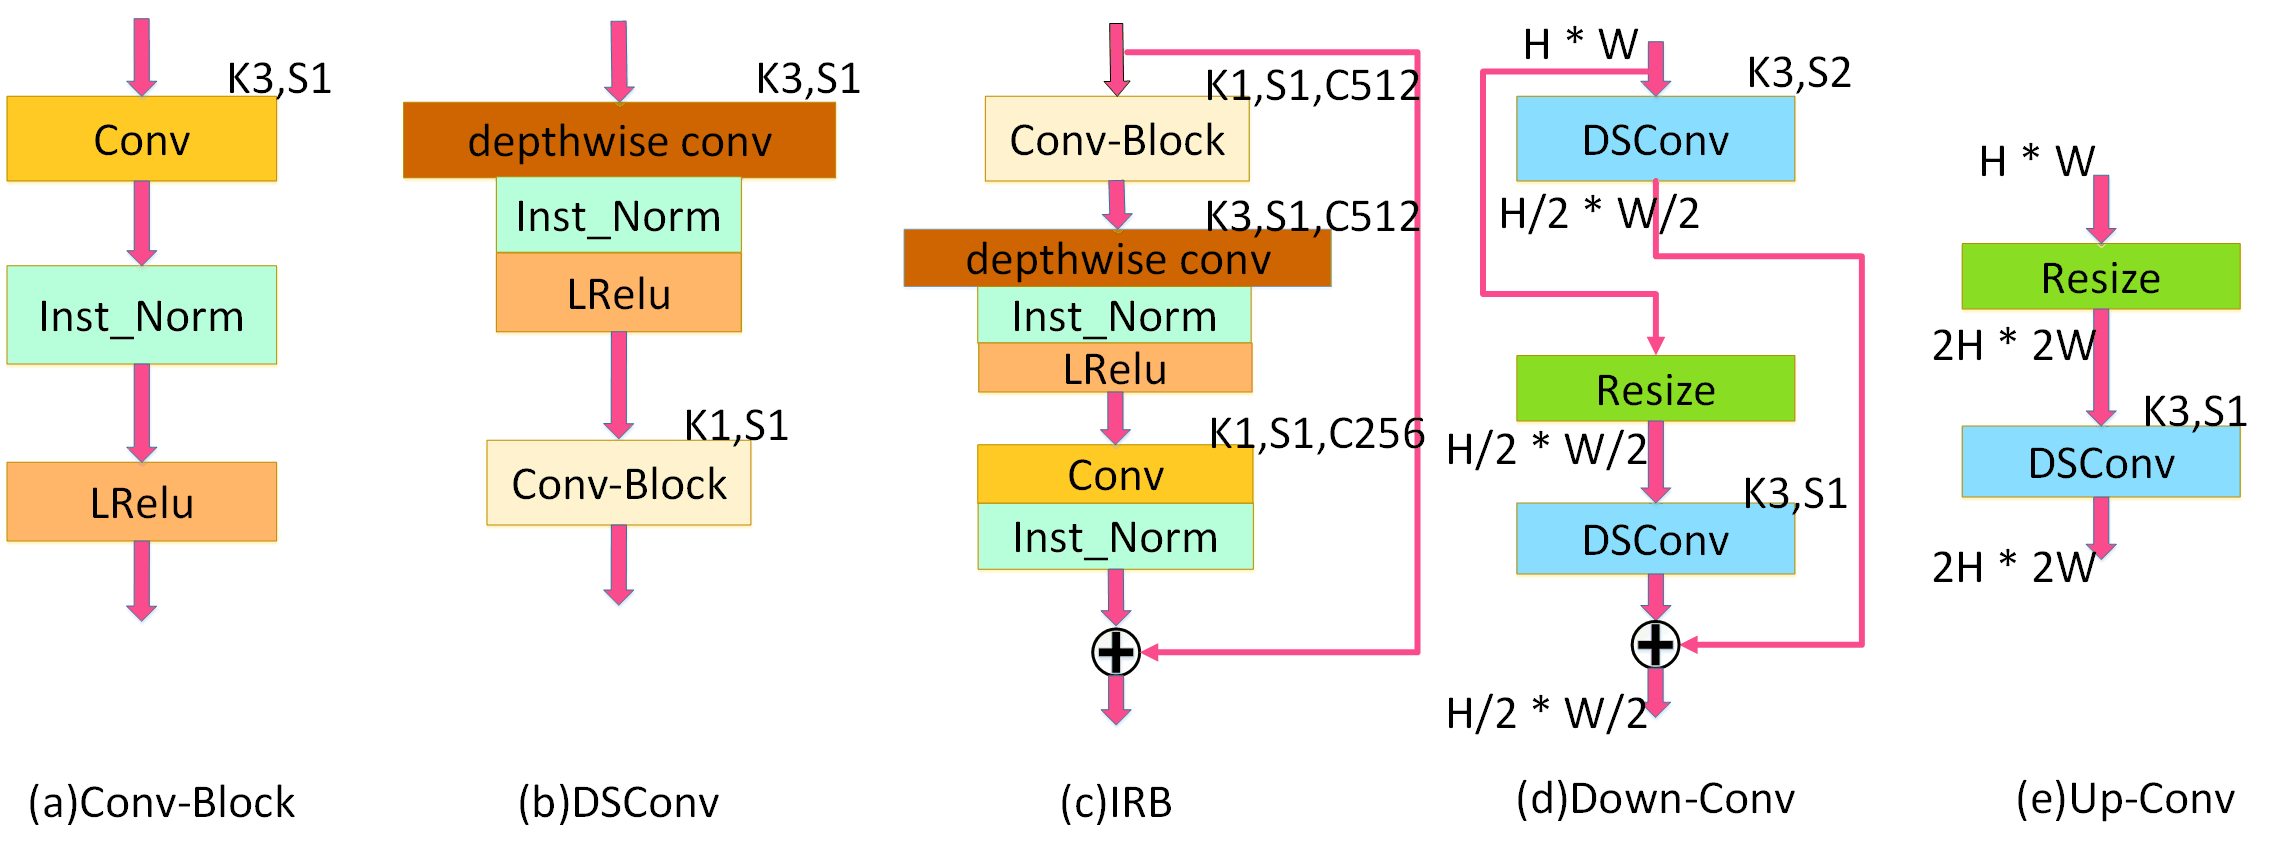 K3,S1
Conv
Inst_Norm
LRelu
(a)Conv-Block
K3,S1
depthwise conv
Inst_Norm
LRelu
K1,S1
Conv-Block
(b)DSConv
K1,S1,C512
Conv-Block
K3,S1,C512
depthwise conv
Inst_Norm
LRelu
K1,S1,C256
Conv
Inst_Norm
(c)IRB
H * W
K3,S2
DSConv
H/2 * W/2
Resize
H/2 * W/2
K3,S1
DSConv
H/2 * W/2
(d)Down-Conv
H * W
Resize
2H * 2W
K3,S1
DSConv
2H * 2W
(e)Up-Conv